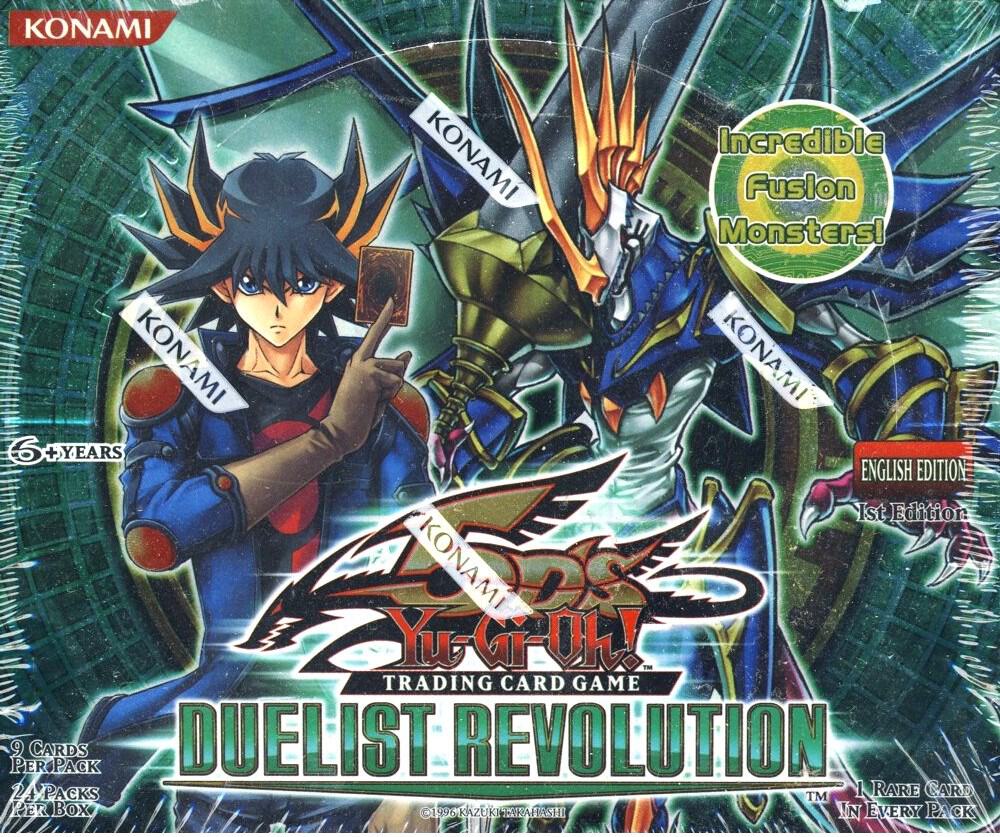 KONAMI
KONAMI
Incredible
Fusion
Monsters!
KONAMI
KONAMI
6+YEARS
ENGLISH EDITION
1st Edition
KONAMI
5D's
Yu-Gi-Oh!™
TRADING CARD GAME
DUELIST REVOLUTION™
9 CARDS
PER PACK
24 PACKS
PER BOX
1 RARE CARD
IN EVERY PACK
©1996 KAZUKI TAKAHASHI